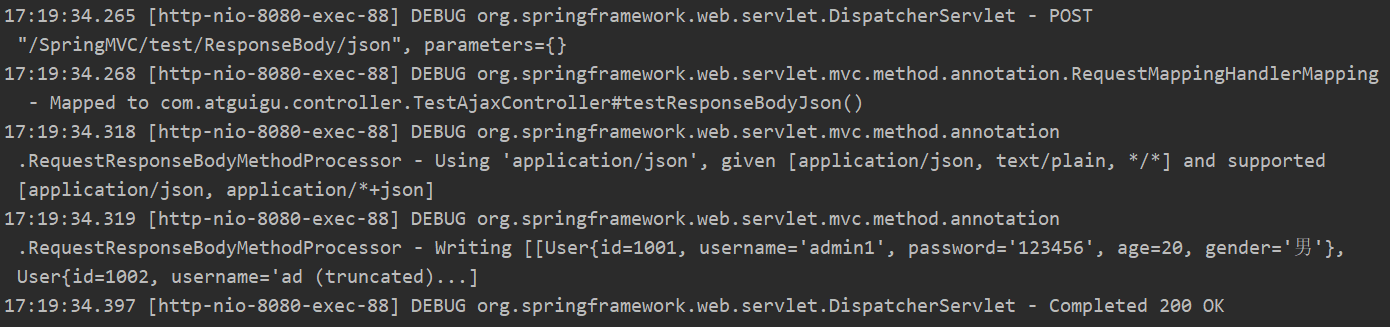 17:19:34.265 [http-nio-8080-exec-88] DEBUG org.springframework.web.servlet.DispatcherServlet - POST
"/SpringMVC/test/ResponseBody/json", parameters={}
17:19:34.268 [http-nio-8080-exec-88] DEBUG org.springframework.web.servlet.mvc.method.annotation.RequestMappingHandlerMapping
- Mapped to com.atguigu.controller.TestAjaxController#testResponseBodyJson()
17:19:34.318 [http-nio-8080-exec-88] DEBUG org.springframework.web.servlet.mvc.method.annotation
.RequestResponseBodyMethodProcessor - Using 'application/json', given [application/json, text/plain, */*] and supported
[application/json, application/*+json]
17:19:34.319 [http-nio-8080-exec-88] DEBUG org.springframework.web.servlet.mvc.method.annotation
.RequestResponseBodyMethodProcessor - Writing [[User{id=1001, username='admin1', password='123456', age=20, gender='男'},
User{id=1002, username='ad (truncated)...]
17:19:34.397 [http-nio-8080-exec-88] DEBUG org.springframework.web.servlet.DispatcherServlet - Completed 200 OK